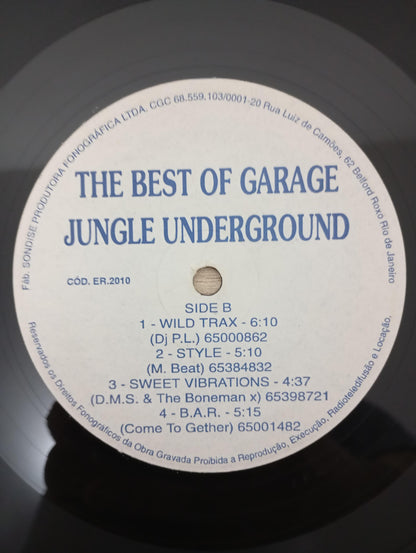 Fáb. SONDISE PRODUTORA FONOGRÁFICA LTDA. CGC 68.559.103/0001-20 Rua Luiz de Camões, 62 Belford Roxo Rio de Janeiro
THE BEST OF GARAGE
JUNGLE UNDERGROUND
CÓD. ER.2010
SIDE B
1 - WILD TRAX - 6:10
(Dj P.L.) 65000862
2 - STYLE - 5:10
(M. Beat) 65384832
3 - SWEET VIBRATIONS - 4:37
(D.M.S. & The Boneman x) 65398721
4 - B.A.R. - 5:15
(Come To Gether) 65001482
Reservados os Direitos Fonográficos da Obra Gravada Proibida a Reprodução, Execução, Radioteledifusão e Locação.